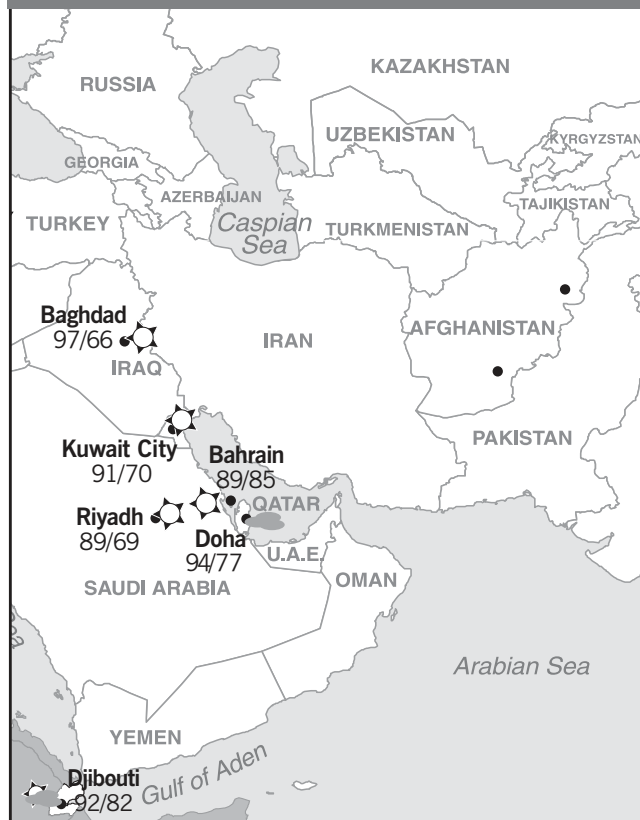 RUSSIA
KAZAKHSTAN
UZBEKISTAN
KYRGYZSTAN
GEORGIA
AZERBAIJAN
TAJIKISTAN
TURKEY
Caspian
Sea
TURKMENISTAN
Baghdad
97/66
IRAQ
IRAN
AFGHANISTAN
Kuwait City
91/70
PAKISTAN
Bahrain
89/85
QATAR
Riyadh
89/69
Doha
94/77
U.A.E.
OMAN
SAUDI ARABIA
Arabian Sea
YEMEN
Gulf of Aden
Djibouti
92/82